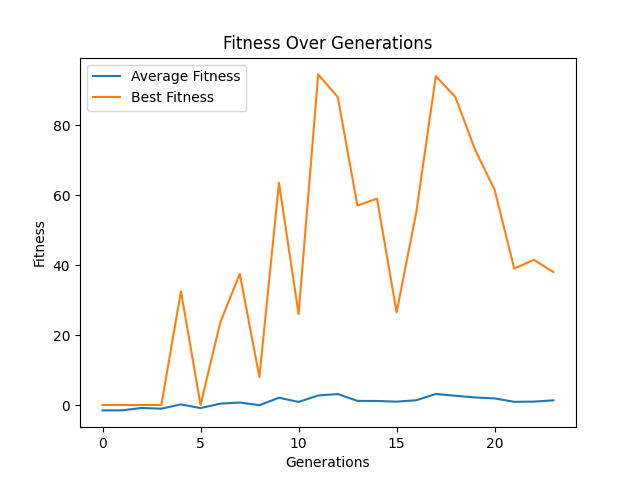 Fitness Over Generations
Average Fitness
Best Fitness
80
60
40
20
0
Fitness
0 5 10 15 20
Generations